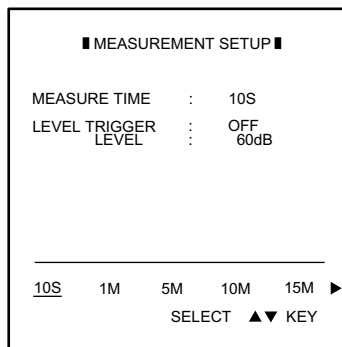 ▮ MEASUREMENT SETUP ▮
MEASURE TIME : 10S
LEVEL TRIGGER : OFF
LEVEL : 60dB
10S 1M 5M 10M 15M ►
SELECT ▲▼ KEY